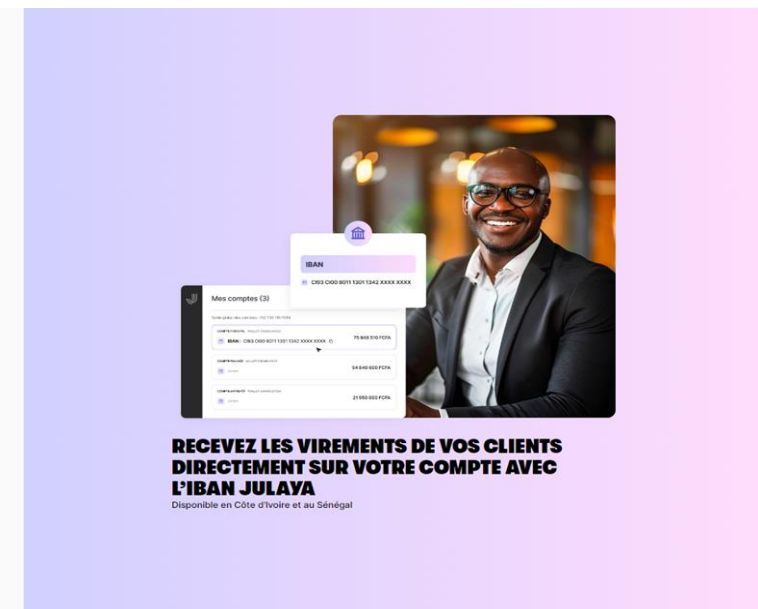 IBAN
CI93 CI00 8011 1301 1342 XXXX XXXX
Mes comptes (3)
IBAN : CI93 CI00 8011 1301 1342 XXXX XXXX
75 840 510 FCFA
54 840 600 FCFA
21 950 000 FCFA
RECEVEZ LES VIREMENTS DE VOS CLIENTS
DIRECTEMENT SUR VOTRE COMPTE AVEC
L’IBAN JULAYA
Disponible en Côte d’Ivoire et au Sénégal